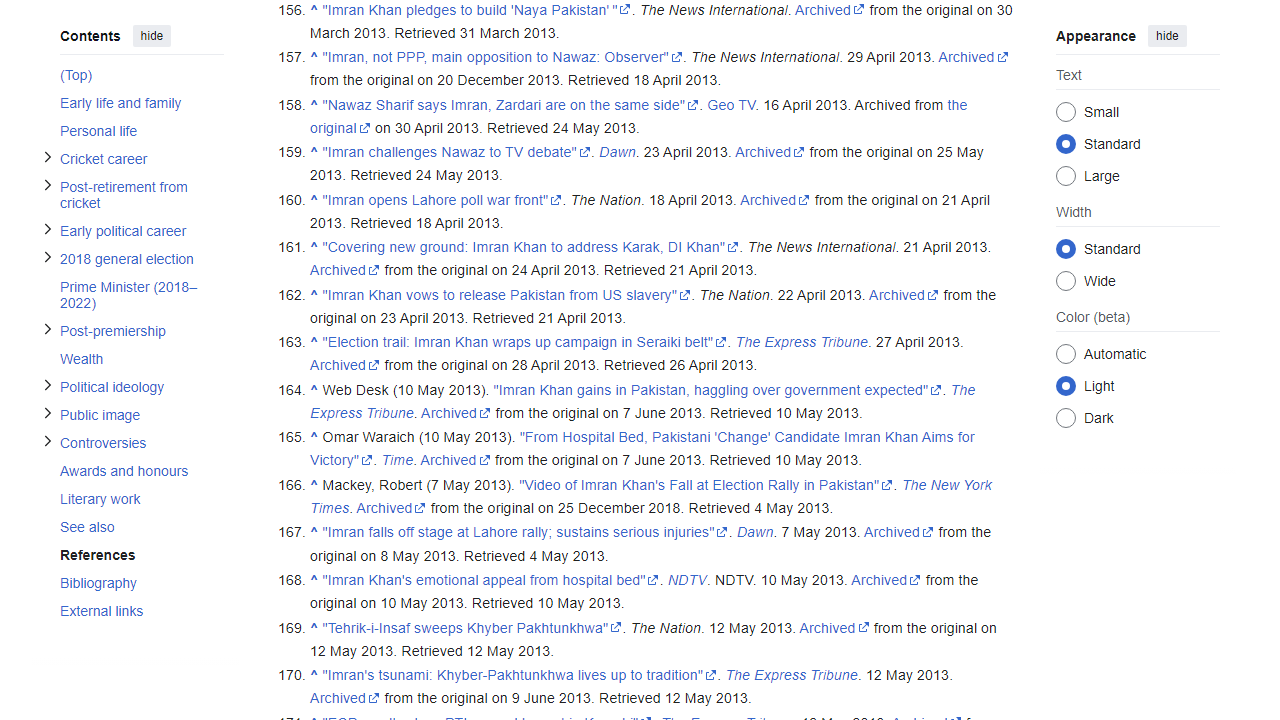 Contents hide
(Top)
Early life and family
Personal life
Cricket career
Post-retirement from
cricket
Early political career
2018 general election
Prime Minister (2018–
2022)
Post-premiership
Wealth
Political ideology
Public image
Controversies
Awards and honours
Literary work
See also
References
Bibliography
External links
156. ^ "Imran Khan pledges to build 'Naya Pakistan' ". The News International. Archived from the original on 30
March 2013. Retrieved 31 March 2013.
157. ^ "Imran, not PPP, main opposition to Nawaz: Observer". The News International. 29 April 2013. Archived
from the original on 20 December 2013. Retrieved 18 April 2013.
158. ^ "Nawaz Sharif says Imran, Zardari are on the same side". Geo TV. 16 April 2013. Archived from the
original on 30 April 2013. Retrieved 24 May 2013.
159. ^ "Imran challenges Nawaz to TV debate". Dawn. 23 April 2013. Archived from the original on 25 May
2013. Retrieved 24 May 2013.
160. ^ "Imran opens Lahore poll war front". The Nation. 18 April 2013. Archived from the original on 21 April
2013. Retrieved 18 April 2013.
161. ^ "Covering new ground: Imran Khan to address Karak, DI Khan". The News International. 21 April 2013.
Archived from the original on 24 April 2013. Retrieved 21 April 2013.
162. ^ "Imran Khan vows to release Pakistan from US slavery". The Nation. 22 April 2013. Archived from the
original on 23 April 2013. Retrieved 21 April 2013.
163. ^ "Election trail: Imran Khan wraps up campaign in Seraiki belt". The Express Tribune. 27 April 2013.
Archived from the original on 28 April 2013. Retrieved 26 April 2013.
164. ^ Web Desk (10 May 2013). "Imran Khan gains in Pakistan, haggling over government expected". The
Express Tribune. Archived from the original on 7 June 2013. Retrieved 10 May 2013.
165. ^ Omar Waraich (10 May 2013). "From Hospital Bed, Pakistani 'Change' Candidate Imran Khan Aims for
Victory". Time. Archived from the original on 7 June 2013. Retrieved 10 May 2013.
166. ^ Mackey, Robert (7 May 2013). "Video of Imran Khan's Fall at Election Rally in Pakistan". The New York
Times. Archived from the original on 25 December 2018. Retrieved 4 May 2013.
167. ^ "Imran falls off stage at Lahore rally; sustains serious injuries". Dawn. 7 May 2013. Archived from the
original on 8 May 2013. Retrieved 4 May 2013.
168. ^ "Imran Khan's emotional appeal from hospital bed". NDTV. NDTV. 10 May 2013. Archived from the
original on 10 May 2013. Retrieved 10 May 2013.
169. ^ "Tehrik-i-Insaf sweeps Khyber Pakhtunkhwa". The Nation. 12 May 2013. Archived from the original on
12 May 2013. Retrieved 12 May 2013.
170. ^ "Imran's tsunami: Khyber-Pakhtunkhwa lives up to tradition". The Express Tribune. 12 May 2013.
Archived from the original on 9 June 2013. Retrieved 12 May 2013.
Appearance hide
Text
Small
Standard
Large
Width
Standard
Wide
Color (beta)
Automatic
Light
Dark